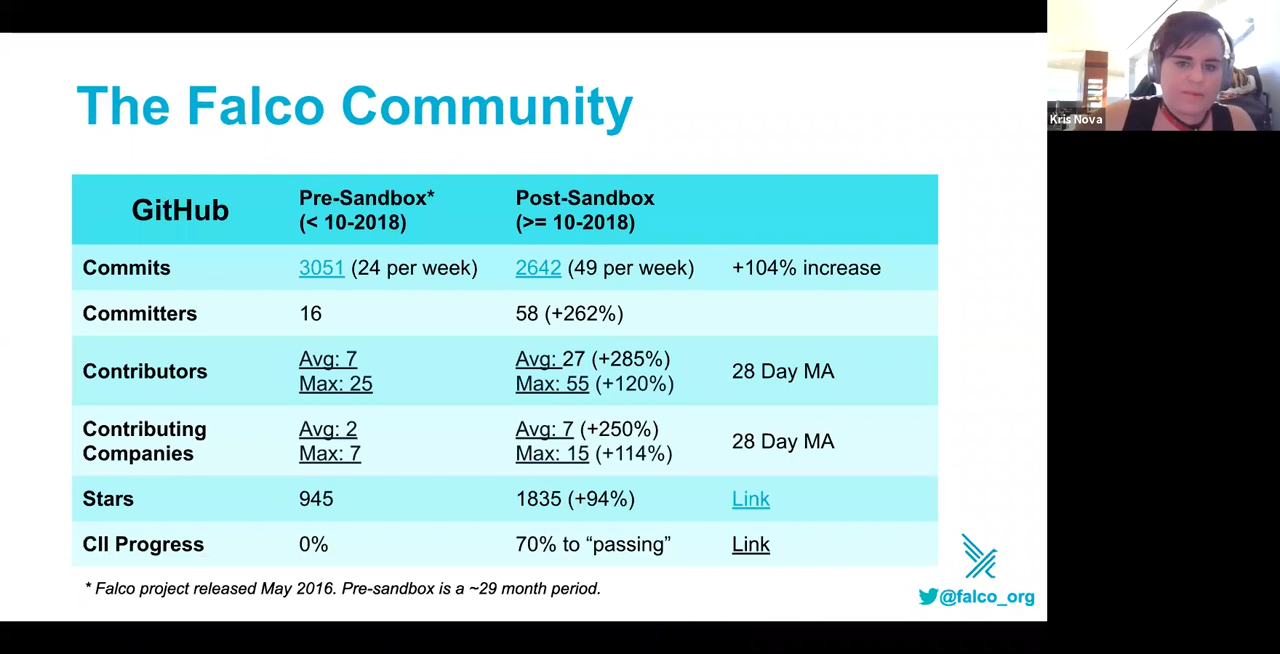 The Falco Community
Kris Nova
GitHub
Pre-Sandbox*
(< 10-2018)
Post-Sandbox
(>= 10-2018)
Commits
3051 (24 per week)
2642 (49 per week)
+104% increase
Committers
16
58 (+262%)
Contributors
Avg: 7
Max: 25
Avg: 27 (+285%)
Max: 55 (+120%)
28 Day MA
Contributing
Companies
Avg: 2
Max: 7
Avg: 7 (+250%)
Max: 15 (+114%)
28 Day MA
Stars
945
1835 (+94%)
Link
CII Progress
0%
70% to “passing”
Link
* Falco project released May 2016. Pre-sandbox is a ~29 month period.
@falco_org